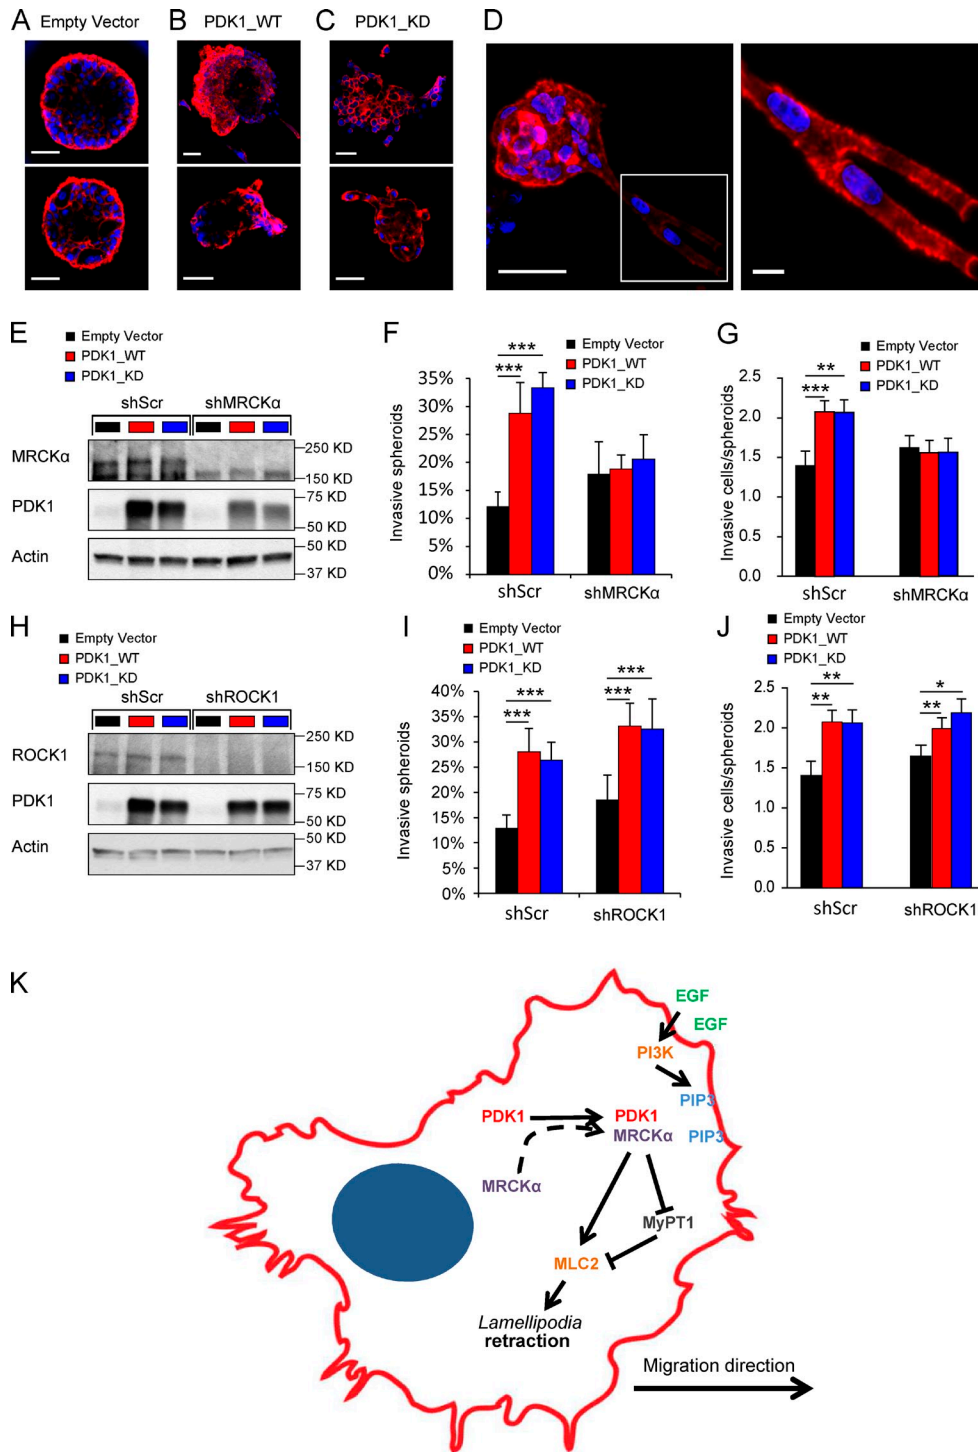 A Empty Vector
B PDK1_WT
C PDK1_KD
D
E
Empty Vector
PDK1_WT
PDK1_KD
shScr shMRCKα
MRCKα
250 KD
150 KD
PDK1
75 KD
50 KD
Actin
50 KD
37 KD
F
Empty Vector
PDK1_WT
PDK1_KD
***
***
Invasive spheroids
35%
30%
25%
20%
15%
10%
5%
0%
shScr shMRCKα
G
Empty Vector
PDK1_WT
PDK1_KD
**
***
Invasive cells/spheroids
2.5
2.0
1.5
1.0
0.0
shScr shMRCKα
H
Empty Vector
PDK1_WT
PDK1_KD
shScr shROCK1
ROCK1
250 KD
150 KD
PDK1
75 KD
50 KD
Actin
50 KD
37 KD
I
Empty Vector
PDK1_WT
PDK1_KD
***
***
***
***
Invasive spheroids
40%
35%
30%
25%
20%
15%
10%
5%
0%
shScr shROCK1
J
Empty Vector
PDK1_WT
PDK1_KD
**
**
*
**
Invasive cells/spheroids
2.5
2.0
1.5
1.0
0.0
shScr shROCK1
K
EGF
EGF
PI3K
PIP3
PDK1 PDK1
MRCKα PIP3
MRCKα
MyPT1
MLC2
Lamellipodia
retraction
Migration direction